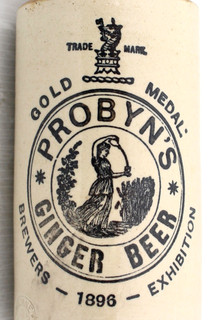 TRADE MARK.
GOLD MEDAL
PROBYN'S
GINGER BEER
BREWERS — 1896 — EXHIBITION